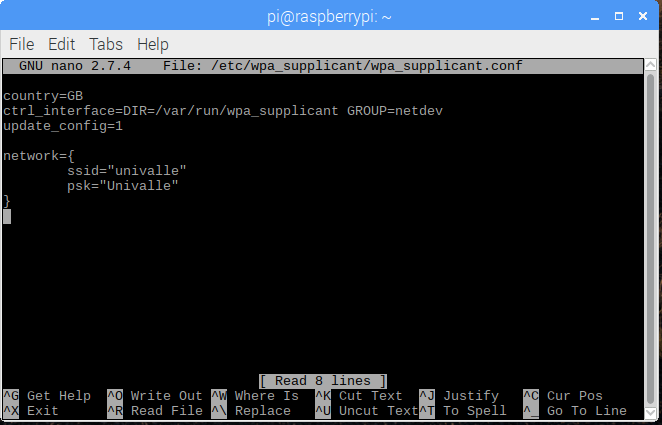 pi@raspberrypi: ~
File Edit Tabs Help
GNU nano 2.7.4 File: /etc/wpa_supplicant/wpa_supplicant.conf
country=GB
ctrl_interface=DIR=/var/run/wpa_supplicant GROUP=netdev
update_config=1
network={
ssid="univalle"
psk="Univalle"
}
[ Read 8 lines ]
^G Get Help ^O Write Out ^W Where Is ^K Cut Text ^J Justify ^C Cur Pos
^X Exit ^R Read File ^\ Replace ^U Uncut Text ^T To Spell ^_ Go To Line